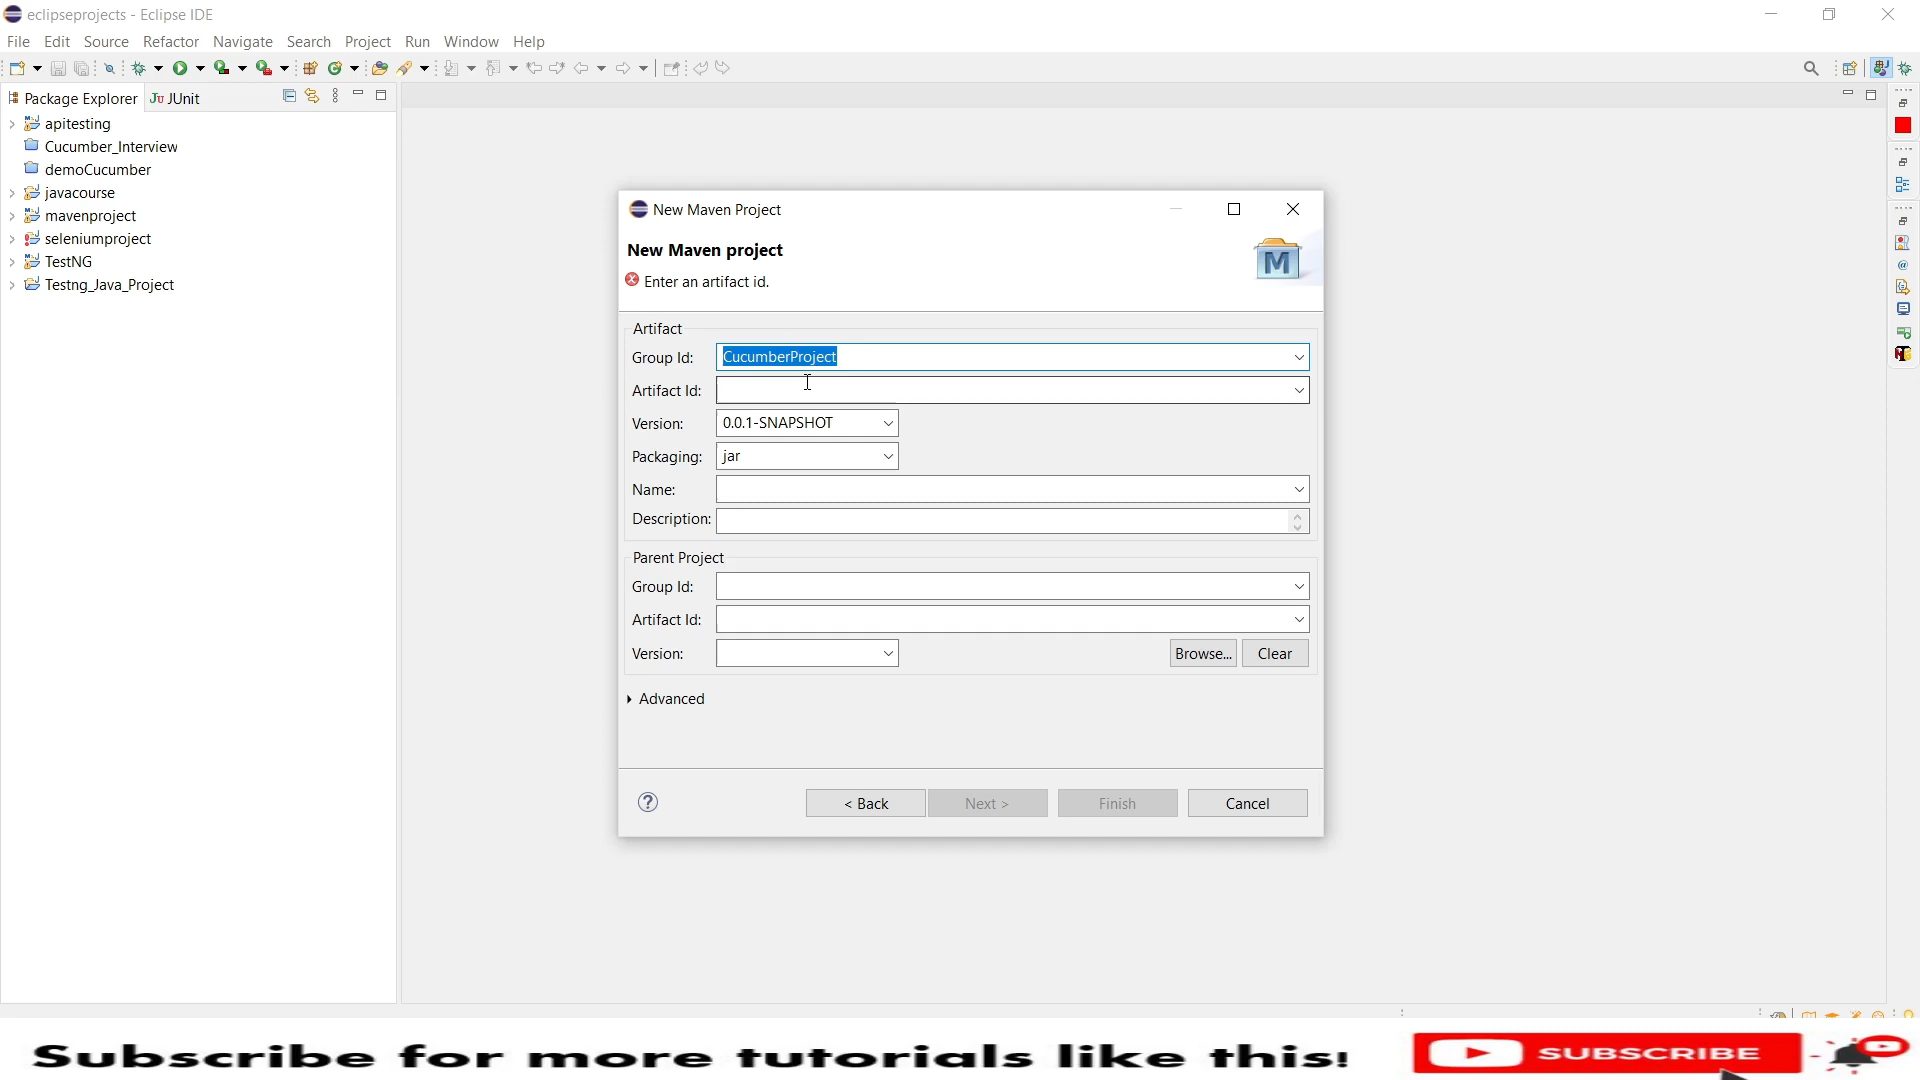 eclipseprojects - Eclipse IDE
File Edit Source Refactor Navigate Search Project Run Window Help
Package Explorer JUnit
apitesting
Cucumber_Interview
demoCucumber
javacourse
mavenproject
seleniumproject
TestNG
Testng_Java_Project
New Maven Project
New Maven project
Enter an artifact id.
Artifact
Group Id: CucumberProject
Artifact Id:
Version: 0.0.1-SNAPSHOT
Packaging: jar
Name:
Description:
Parent Project
Group Id:
Artifact Id:
Version: Browse... Clear
Advanced
< Back Next > Finish Cancel
Subscribe for more tutorials like this! SUBSCRIBE